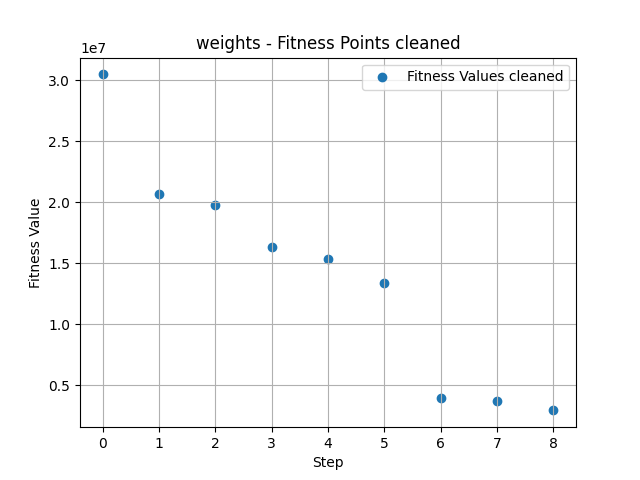 weights - Fitness Points cleaned
1e7
Fitness Values cleaned
3.0
2.5
2.0
1.5
1.0
0.5
Fitness Value
0 1 2 3 4 5 6 7 8
Step